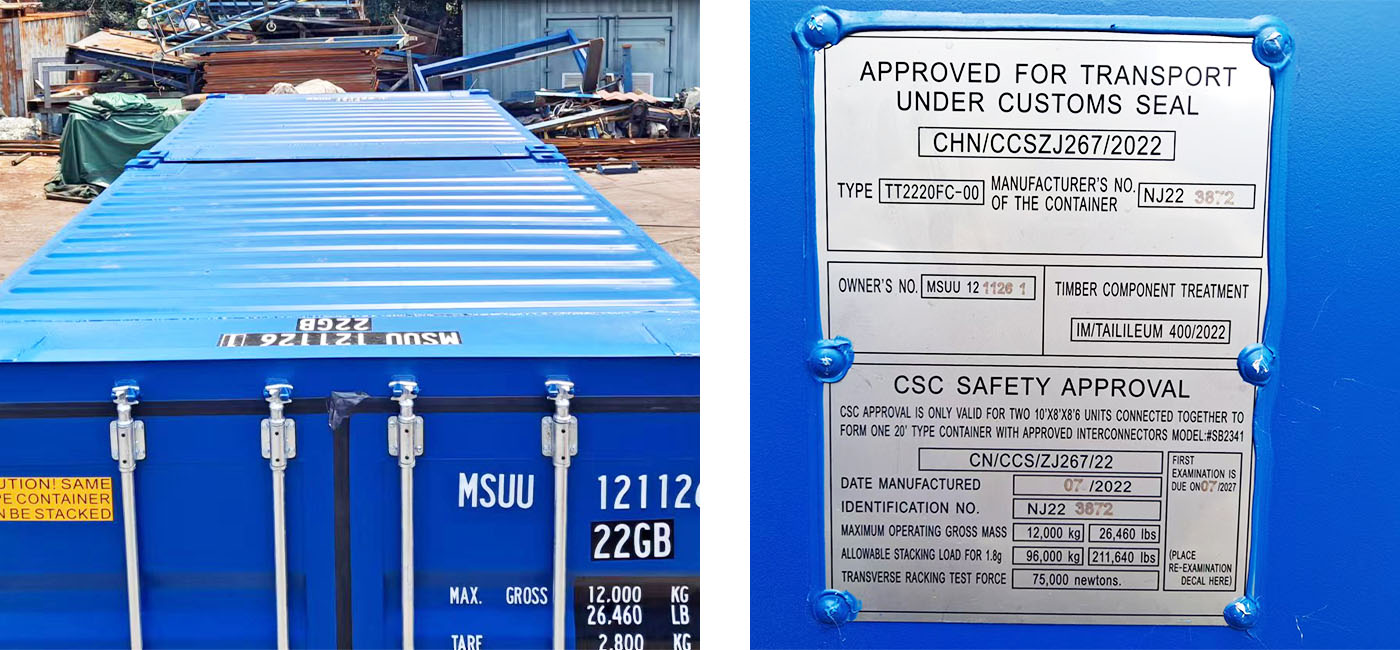 22GB
MSUU 121126 1
UTION! SAME
PE CONTAINER
N BE STACKED
MSUU 121126
22GB
MAX. GROSS 12.000 KG
26.460 LB
TARE 2.800 KG
APPROVED FOR TRANSPORT
UNDER CUSTOMS SEAL
CHN/CCSZJ267/2022
TYPE TT2220FC-00 MANUFACTURER'S NO.
OF THE CONTAINER NJ22 3872
OWNER'S NO. MSUU 12 1126 1
TIMBER COMPONENT TREATMENT
IM/TAILILEUM 400/2022
CSC SAFETY APPROVAL
CSC APPROVAL IS ONLY VALID FOR TWO 10'X8'X8'6 UNITS CONNECTED TOGETHER TO
FORM ONE 20' TYPE CONTAINER WITH APPROVED INTERCONNECTORS MODEL:#SB2341
CN/CCS/ZJ267/22
DATE MANUFACTURED 07 /2022
IDENTIFICATION NO. NJ22 3872
MAXIMUM OPERATING GROSS MASS 12,000 kg 26,460 lbs
ALLOWABLE STACKING LOAD FOR 1.8g 96,000 kg 211,640 lbs
TRANSVERSE RACKING TEST FORCE 75,000 newtons.
FIRST
EXAMINATION IS
DUE ON 07/2027
(PLACE
RE-EXAMINATION
DECAL HERE)